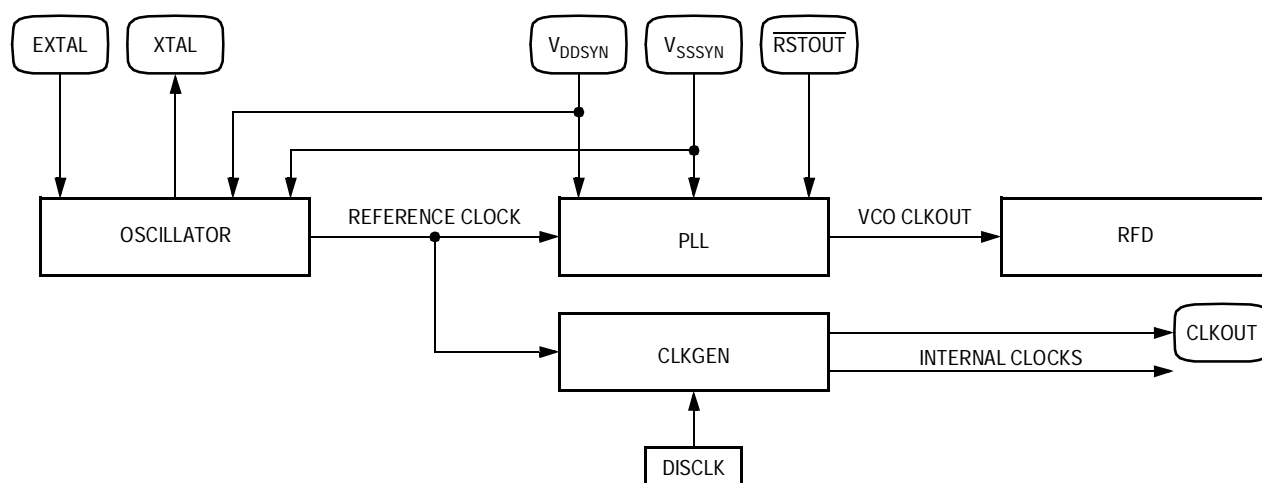 EXTAL
XTAL
VDDSYN
VSSSYN
RSTOUT
OSCILLATOR
REFERENCE CLOCK
PLL
VCO CLKOUT
RFD
CLKGEN
CLKOUT
INTERNAL CLOCKS
DISCLK